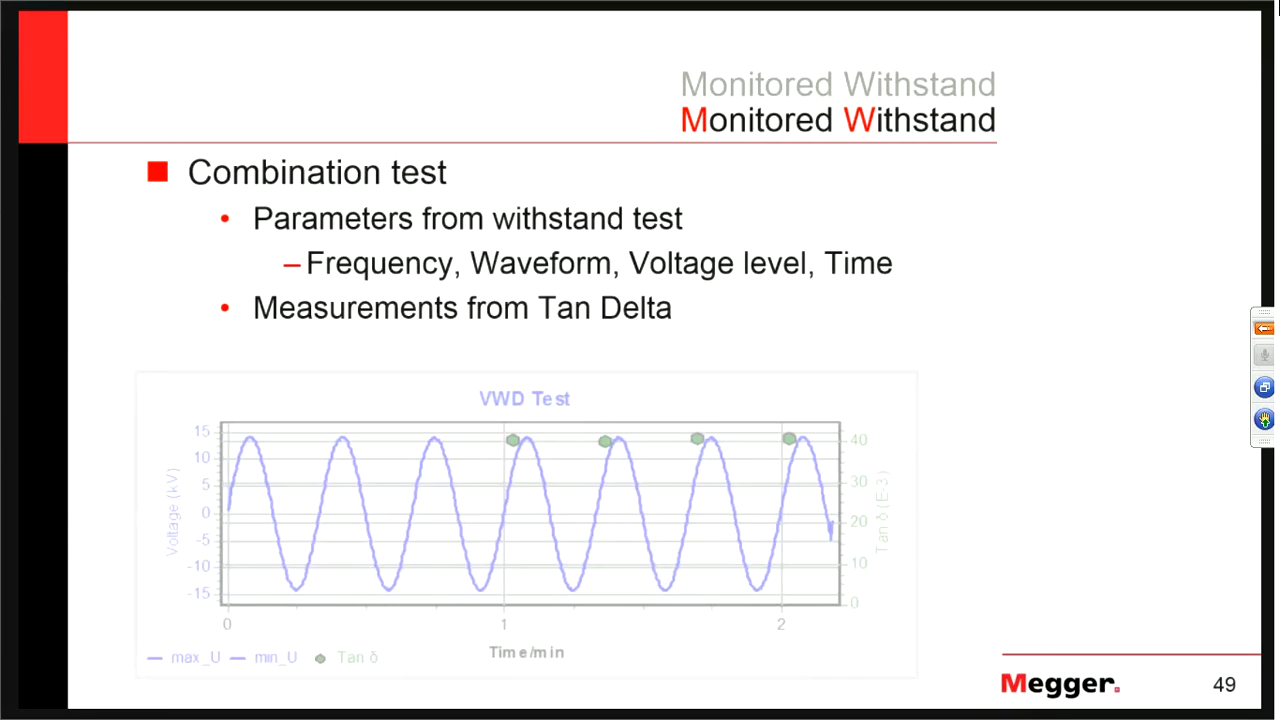 Monitored Withstand
Monitored Withstand
Combination test
• Parameters from withstand test
– Frequency, Waveform, Voltage level, Time
• Measurements from Tan Delta
VWD Test
15
10
5
0
-5
-10
-15
Voltage (kV)
40
30
20
10
0
Tan δ (E-3)
0 1 2
Time/min
max_U min_U Tan δ
Megger.
49